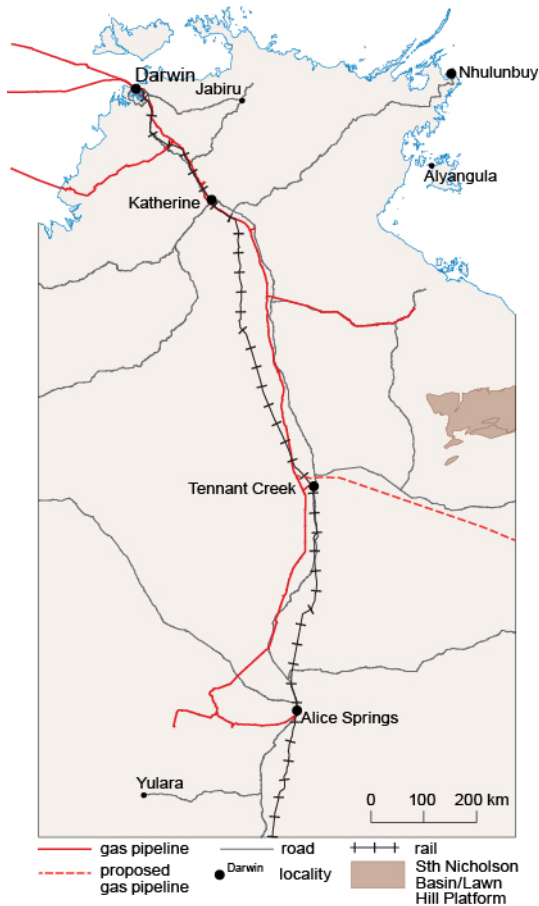 Darwin
Nhulunbuy
Jabiru
Alyangula
Katherine
Tennant Creek
Alice Springs
Yulara
0 100 200 km
gas pipeline
road
rail
proposed
gas pipeline
Darwin
locality
Sth Nicholson
Basin/Lawn
Hill Platform